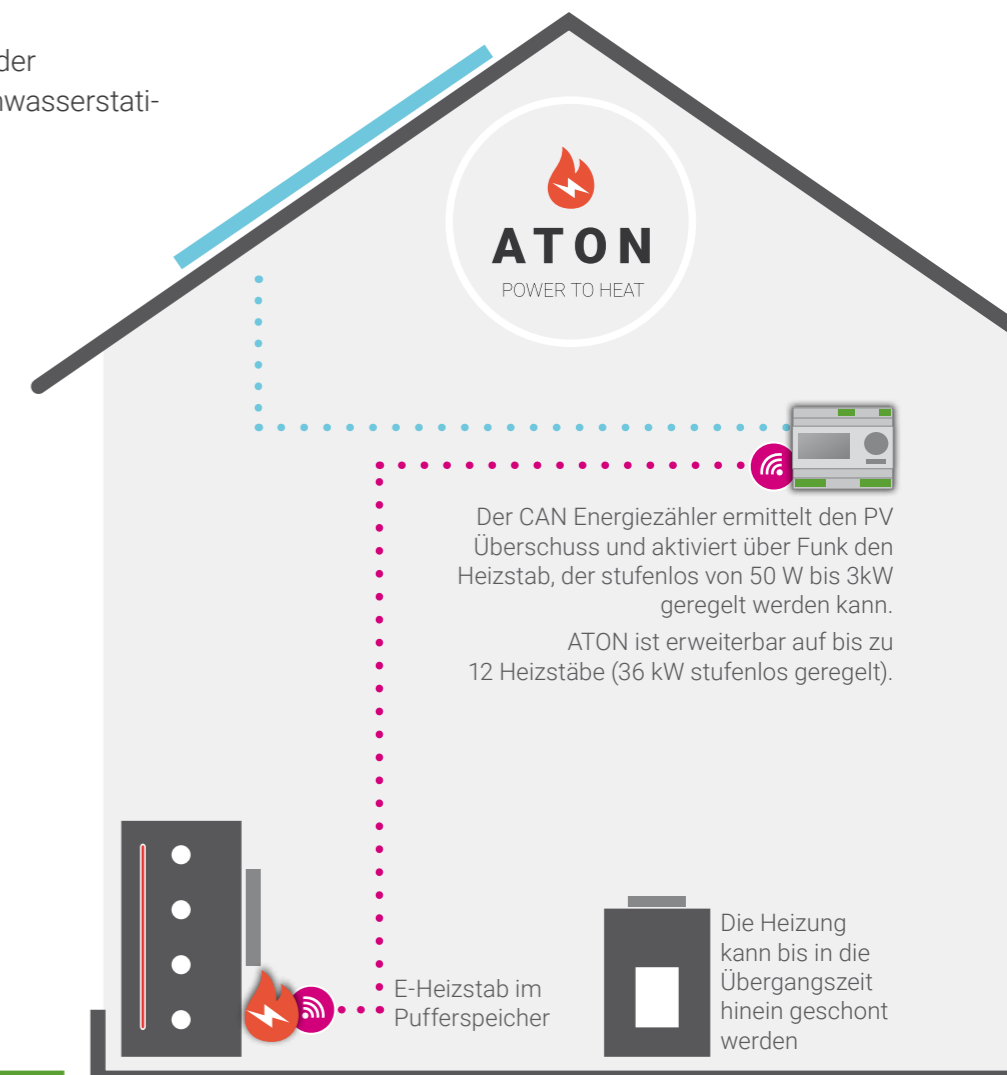 der
nwasserstati-
ATON
POWER TO HEAT
Der CAN Energiezähler ermittelt den PV
Überschuss und aktiviert über Funk den
Heizstab, der stufenlos von 50 W bis 3kW
geregelt werden kann.
ATON ist erweiterbar auf bis zu
12 Heizstäbe (36 kW stufenlos geregelt).
E-Heizstab im
Pufferspeicher
Die Heizung
kann bis in die
Übergangszeit
hinein geschont
werden